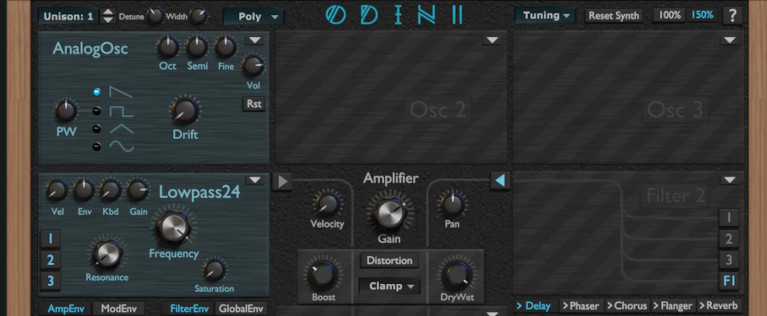 Unison: 1 Detune Width Poly ODINII Tuning Reset Synth 100% 150% ?
AnalogOsc
Oct Semi Fine
Vol
Rst
PW
Drift
Osc 2
Osc 3
Lowpass24
Vol Env Kbd Gain
Frequency
1
2
3
Resonance
Saturation
Amplifier
Velocity
Gain
Pan
Distortion
Boost
Clamp
DryWet
Filter 2
1
2
3
F1
AmpEnv ModEnv FilterEnv GlobalEnv
> Delay > Phaser > Chorus > Flanger > Reverb